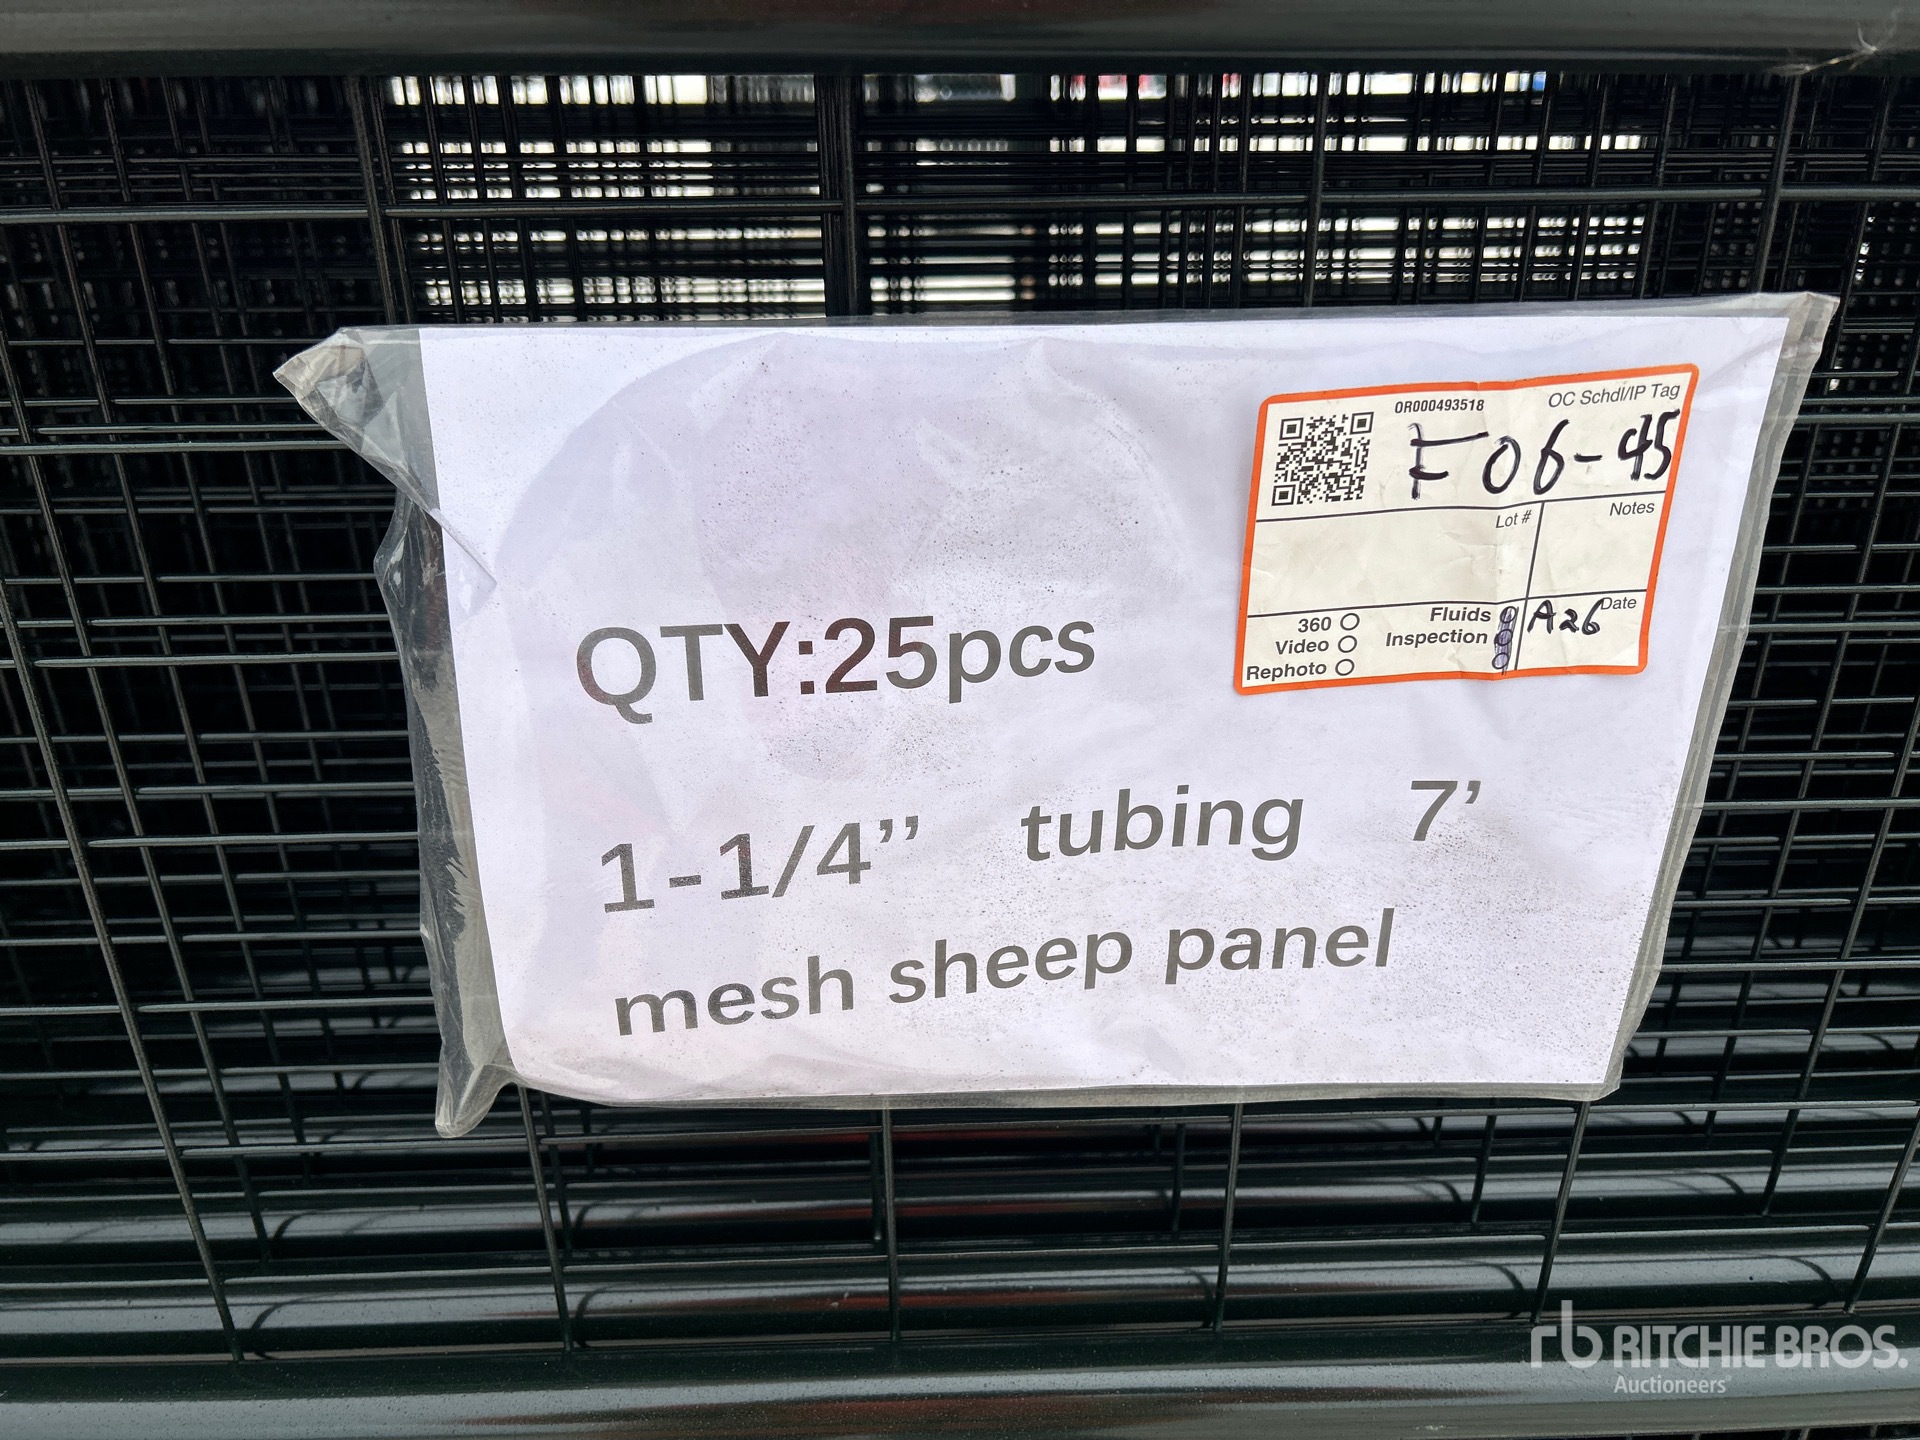 OR000493518 OC Schdl/IP Tag
F06-45
Lot # Notes
360 Fluids Date
Video Inspection A26
Rephoto
QTY:25pcs
1-1/4” tubing 7’
mesh sheep panel
rb RITCHIE BROS.
Auctioneers